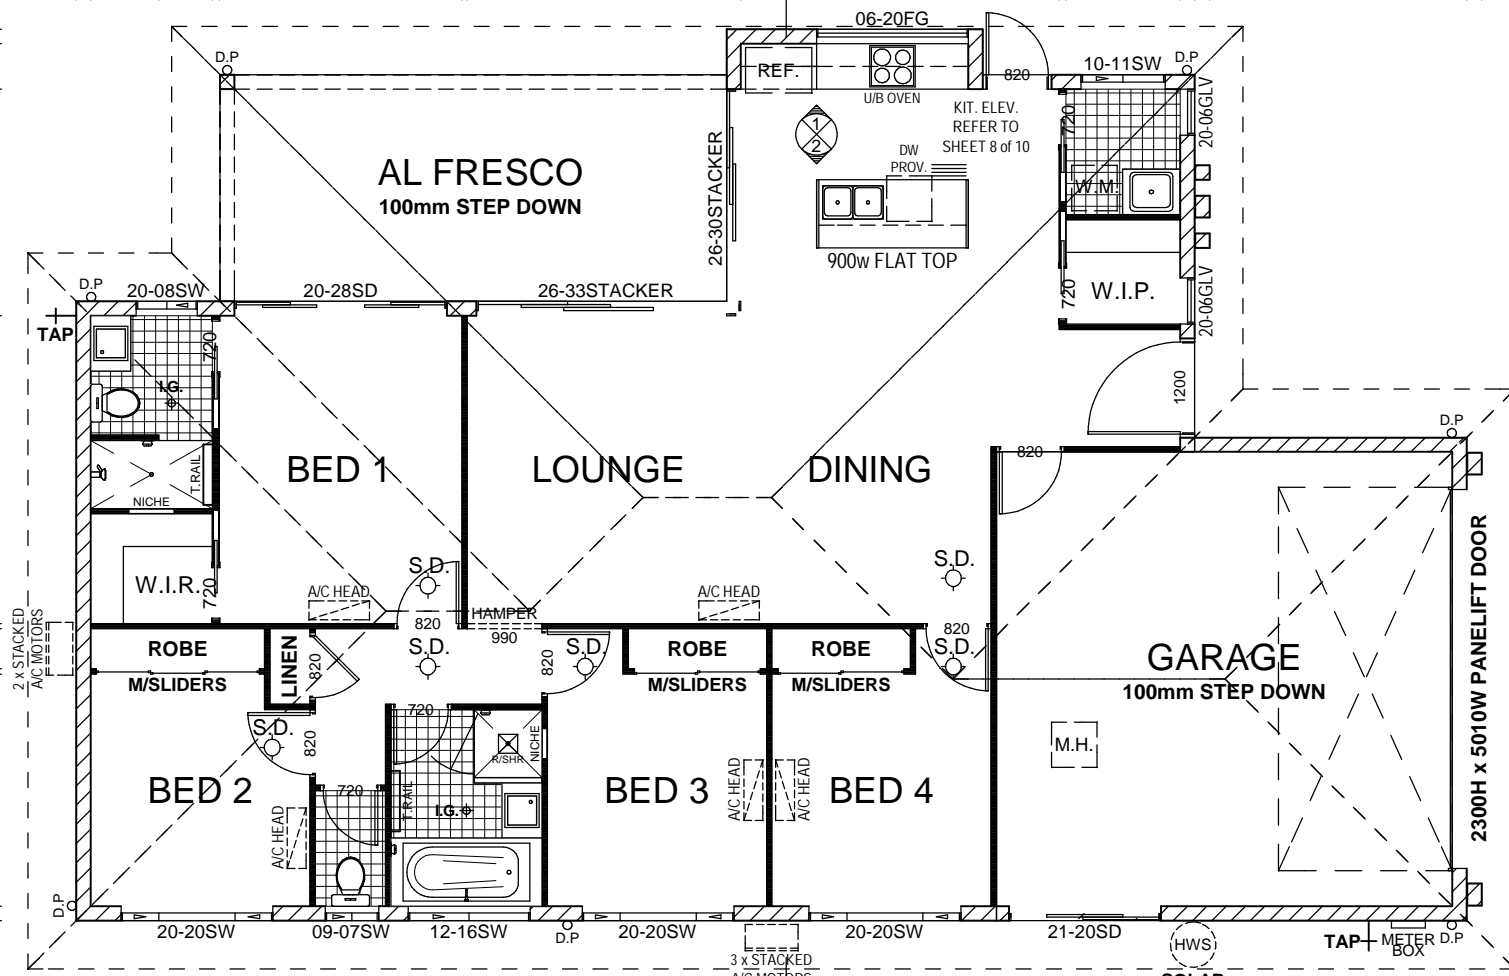 06-20FG
D.P
REF.
820
10-11SW
D.P
U/B OVEN
KIT. ELEV.
REFER TO
SHEET 8 of 10
720
20-06GLV
1
2
DW
PROV.
AL FRESCO
100mm STEP DOWN
26-30STACKER
W.M.
900w FLAT TOP
D.P
20-08SW
20-28SD
26-33STACKER
720
W.I.P.
20-06GLV
TAP
720
I.G.
1200
D.P
820
BED 1
LOUNGE
DINING
T.RAIL
NICHE
2300H x 5010W PANELIFT DOOR
S.D.
S.D.
W.I.R.
720
A/C HEAD
A/C HEAD
HAMPER
820
990
820
2 x STACKED
A/C MOTORS
ROBE
LINEN
820
S.D.
820
S.D.
ROBE
ROBE
S.D.
GARAGE
100mm STEP DOWN
M/SLIDERS
M/SLIDERS
M/SLIDERS
720
S.D.
820
NICHE
R/SHR
M.H.
BED 2
720
T.RAIL
I.G.
BED 3
A/C HEAD
A/C HEAD
BED 4
A/C HEAD
D.P
20-20SW
09-07SW
12-16SW
D.P
20-20SW
20-20SW
21-20SD
HWS
TAP
METER
BOX
D.P
3 x STACKED
A/C MOTORS
SOLAR